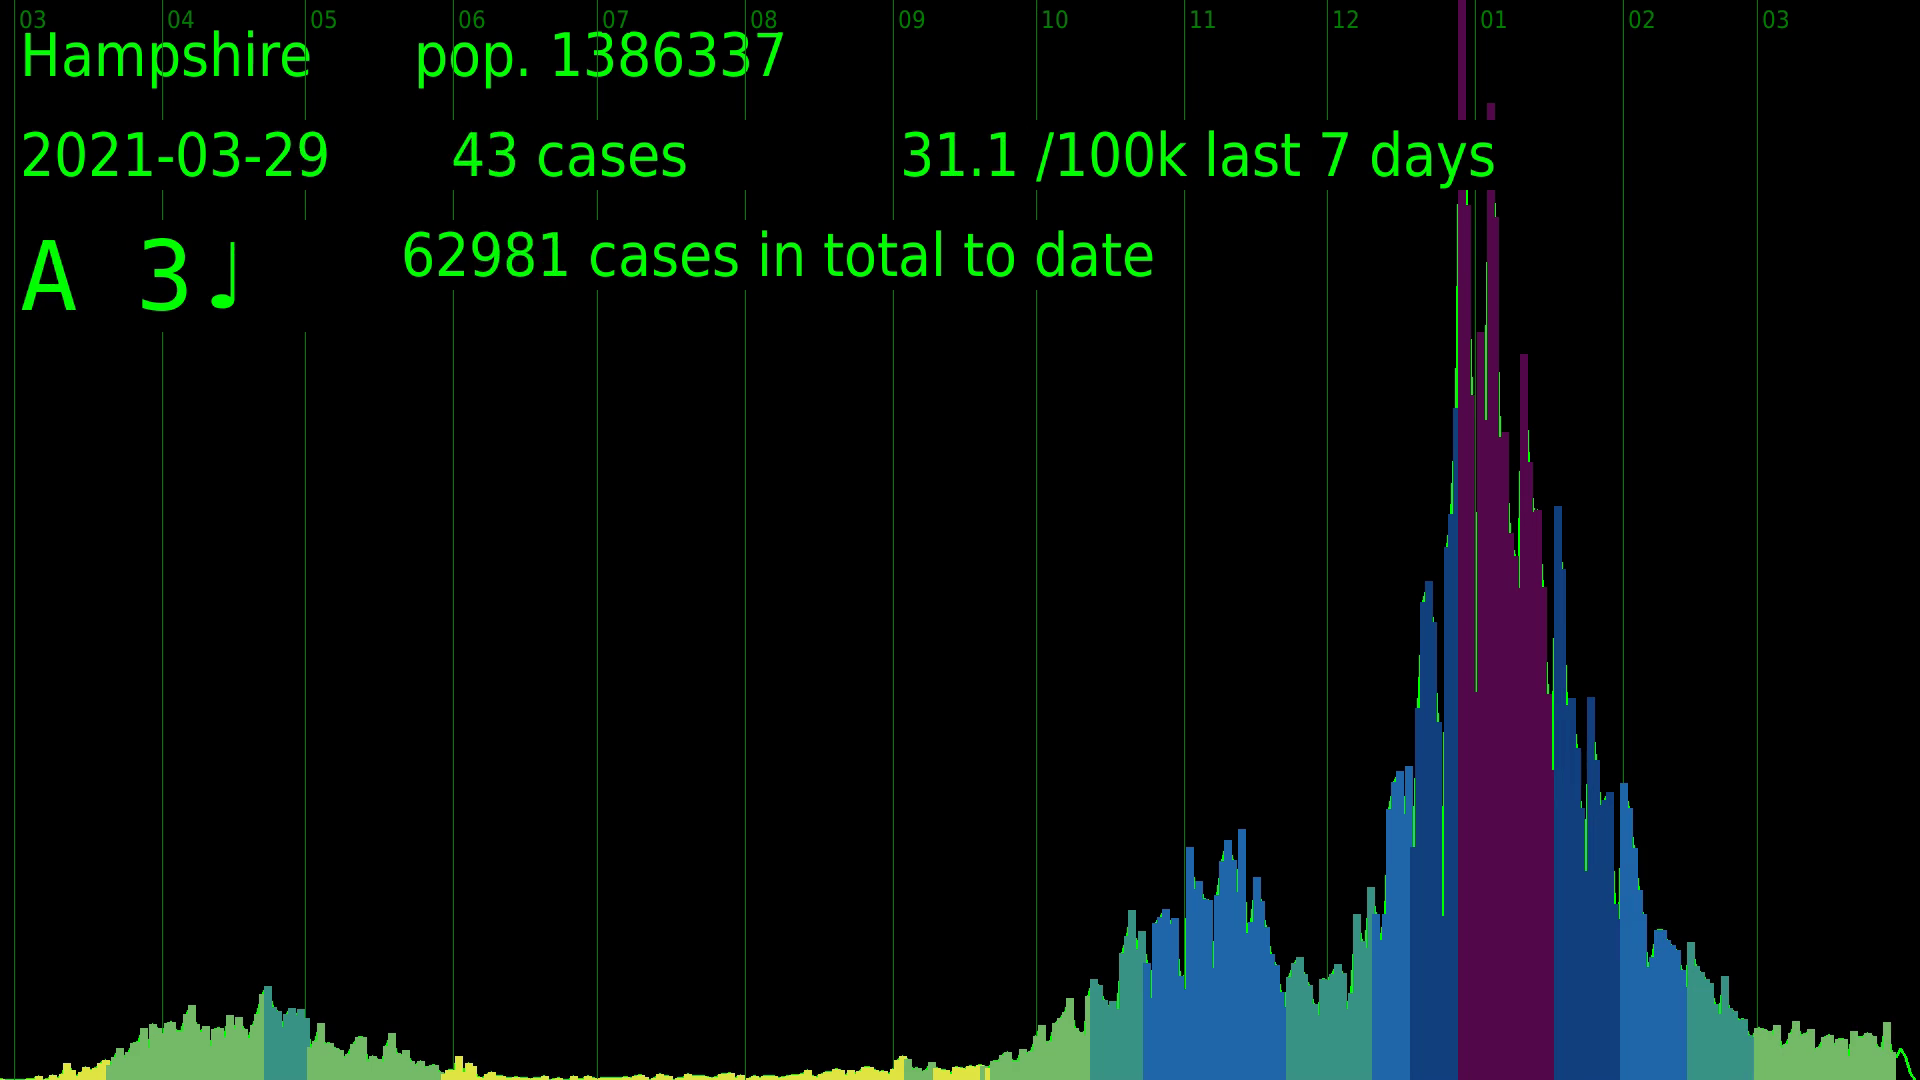 03 04 05 06 07 08 09 10 11 12 01 02 03
Hampshire pop. 1386337
2021-03-29 43 cases 31.1 /100k last 7 days
A 3♩ 62981 cases in total to date